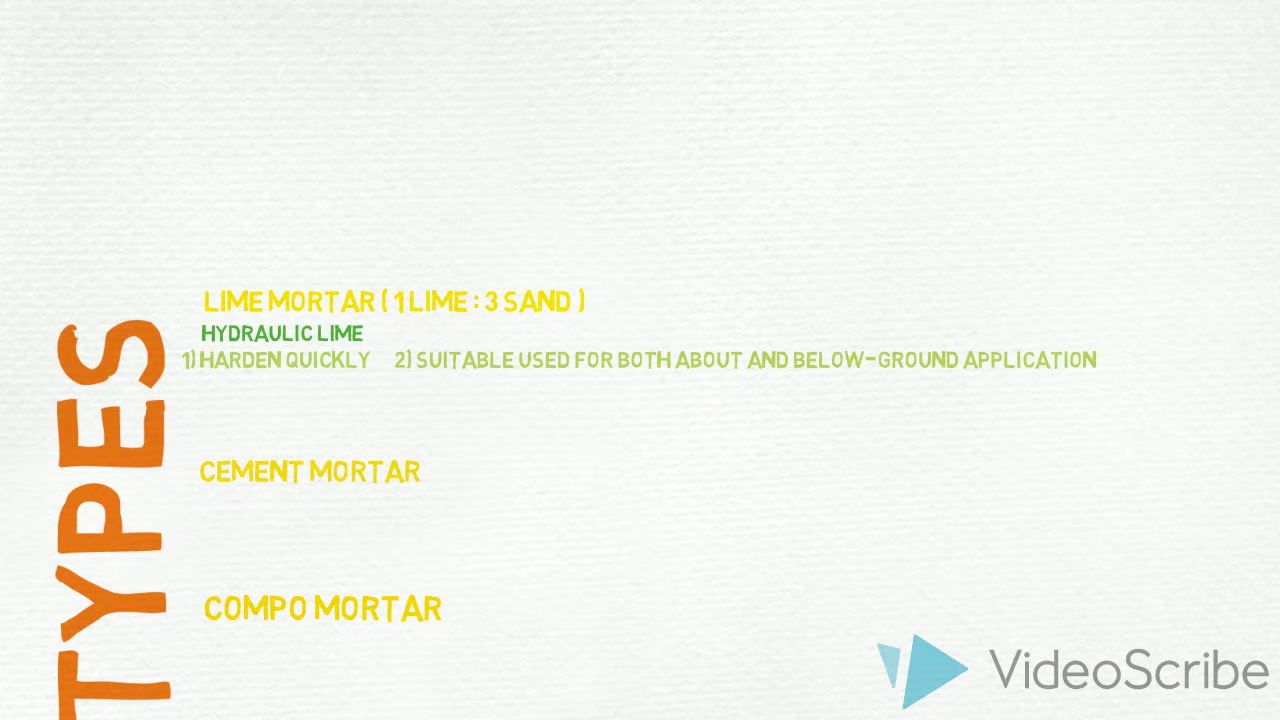 TYPES
LIME MORTAR ( 1 LIME : 3 SAND )
HYDRAULIC LIME
1) HARDEN QUICKLY 2) SUITABLE USED FOR BOTH ABOUT AND BELOW-GROUND APPLICATION
CEMENT MORTAR
COMPO MORTAR
VideoScribe